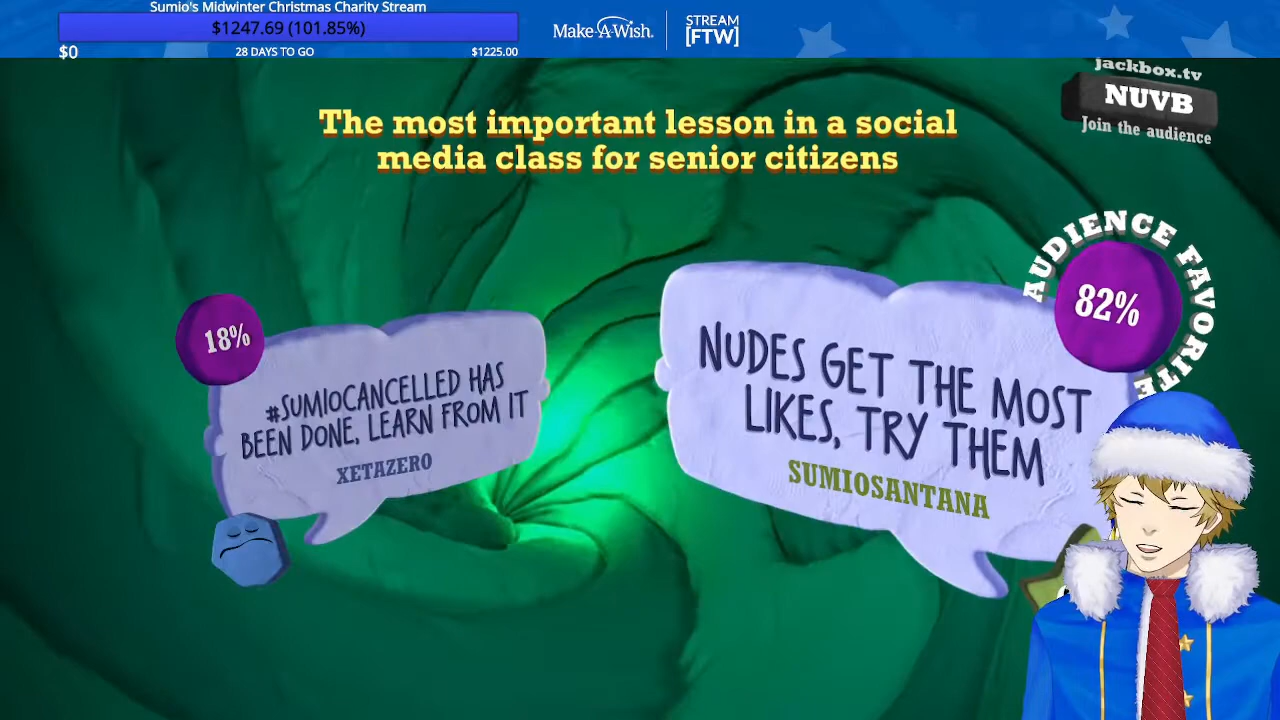 Sumio's Midwinter Christmas Charity Stream
$1247.69 (101.85%)
$0
28 DAYS TO GO
$1225.00
Make-A-Wish.
STREAM
[FTW]
jackbox.tv
NUVB
Join the audience
The most important lesson in a social
media class for senior citizens
AUDIENCE FAVORITE
18%
82%
#SUMIOCANCELLED HAS
BEEN DONE, LEARN FROM IT
XETAZERO
NUDES GET THE MOST
LIKES, TRY THEM
SUMIOSANTANA